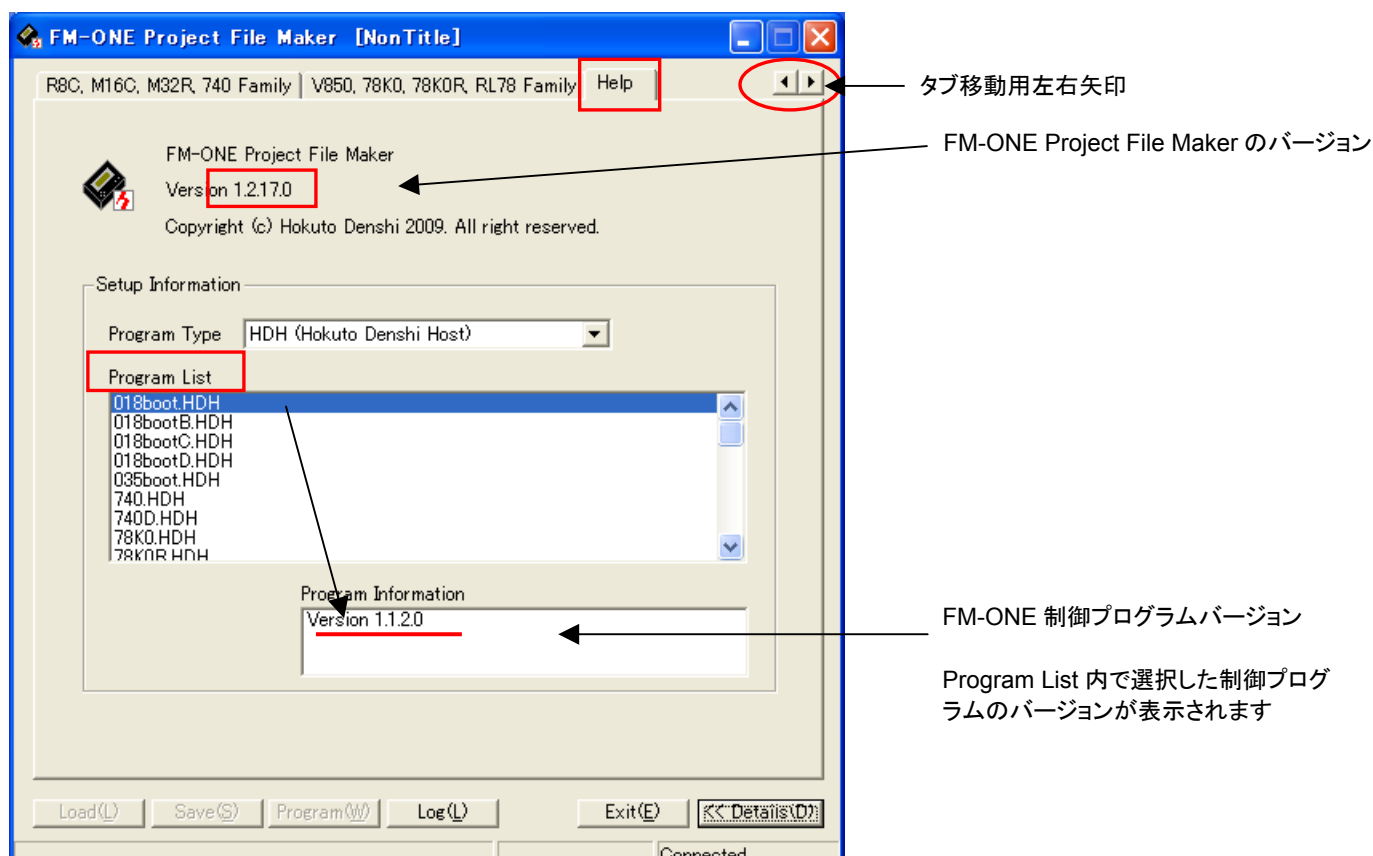 FM-ONE Project File Maker [NonTitle]
R8C, M16C, M32R, 740 Family
V850, 78K0, 78K0R, RL78 Family
Help
タブ移動用左右矢印
FM-ONE Project File Maker のバージョン
FM-ONE Project File Maker
Version 1.2.17.0
Copyright (c) Hokuto Denshi 2009. All right reserved.
Setup Information
Program Type
HDH (Hokuto Denshi Host)
Program List
018boot.HDH
018bootB.HDH
018bootC.HDH
018bootD.HDH
035boot.HDH
740.HDH
740D.HDH
78K0.HDH
78K0R.HDH
Program Information
Version 1.1.2.0
FM-ONE 制御プログラムバージョン
Program List 内で選択した制御プログ
ラムのバージョンが表示されます
Load(L)
Save(S)
Program(W)
Log(L)
Exit(E)
<< Details(D)
Connected